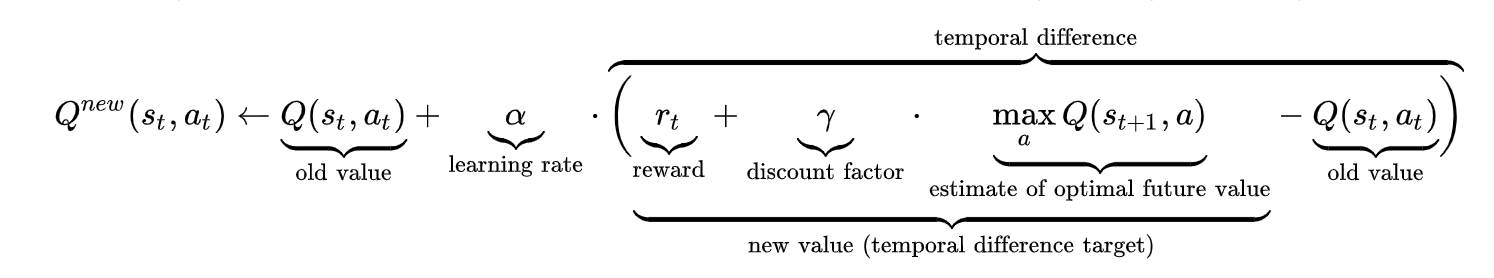 temporal difference
Q^{new}(s_t, a_t) ← Q(s_t, a_t) + α · ( r_t + γ · max_a Q(s_{t+1}, a) − Q(s_t, a_t) )
old value learning rate reward discount factor estimate of optimal future value old value
new value (temporal difference target)